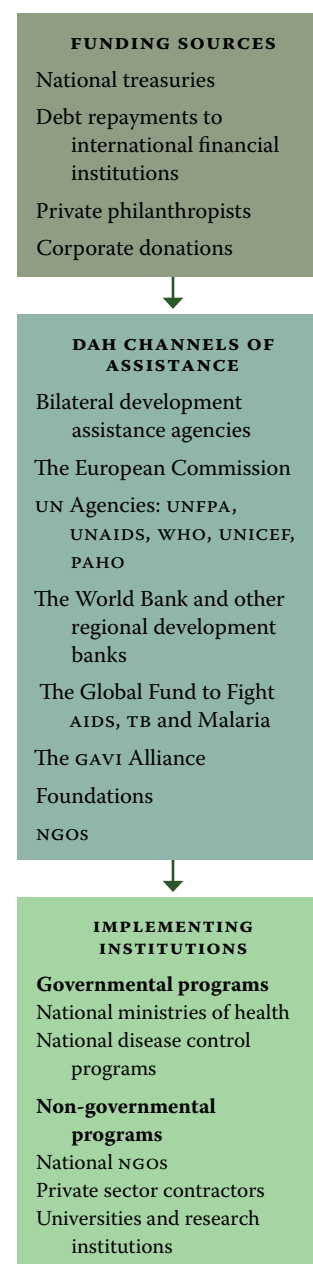 FUNDING SOURCES
National treasuries
Debt repayments to
international financial
institutions
Private philanthropists
Corporate donations
DAH CHANNELS OF
ASSISTANCE
Bilateral development
assistance agencies
The European Commission
UN Agencies: UNFPA,
UNAIDS, WHO, UNICEF,
PAHO
The World Bank and other
regional development
banks
The Global Fund to Fight
AIDS, TB and Malaria
The GAVI Alliance
Foundations
NGOS
IMPLEMENTING
INSTITUTIONS
Governmental programs
National ministries of health
National disease control
programs
Non-governmental
programs
National NGOs
Private sector contractors
Universities and research
institutions